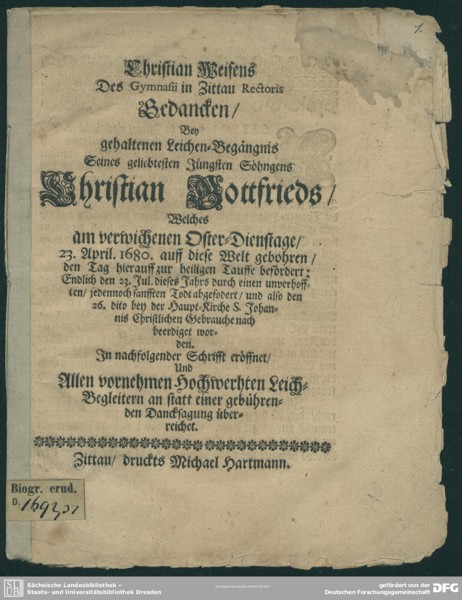 Christian Weisens
Des Gymnasii in Zittau Rectoris
Gedancken/
Bey
gehaltenen Leichen-Begängnis
Seines geliebtesten Jüngsten Söhngens
Christian Gottfrieds/
Welches
am verwichenen Oster-Dienstage/
23. April. 1680. auff diese Welt gebohren/
den Tag hierauff zur heiligen Tauffe befördert;
Endlich den 23. Jul. dieses Jahrs durch einen unverhoff-
ten/ jedennoch sanfften Todt abgefodert/ und also den
26. dito bey der Haupt-Kirche S. Johan-
nis Christlichen Gebrauche nach
beerdiget wor-
den.
In nachfolgender Schrifft eröffnet/
Und
Allen vornehmen Hochwerhten Leich-
Begleitern an statt einer gebühren-
den Dancksagung über-
reichet.
Zittau/ druckts Michael Hartmann.
Biogr. erud.
D. 1692,31
SLUB
Sächsische Landesbibliothek –
Staats- und Universitätsbibliothek Dresden
gefördert von der
Deutschen Forschungsgemeinschaft
DFG